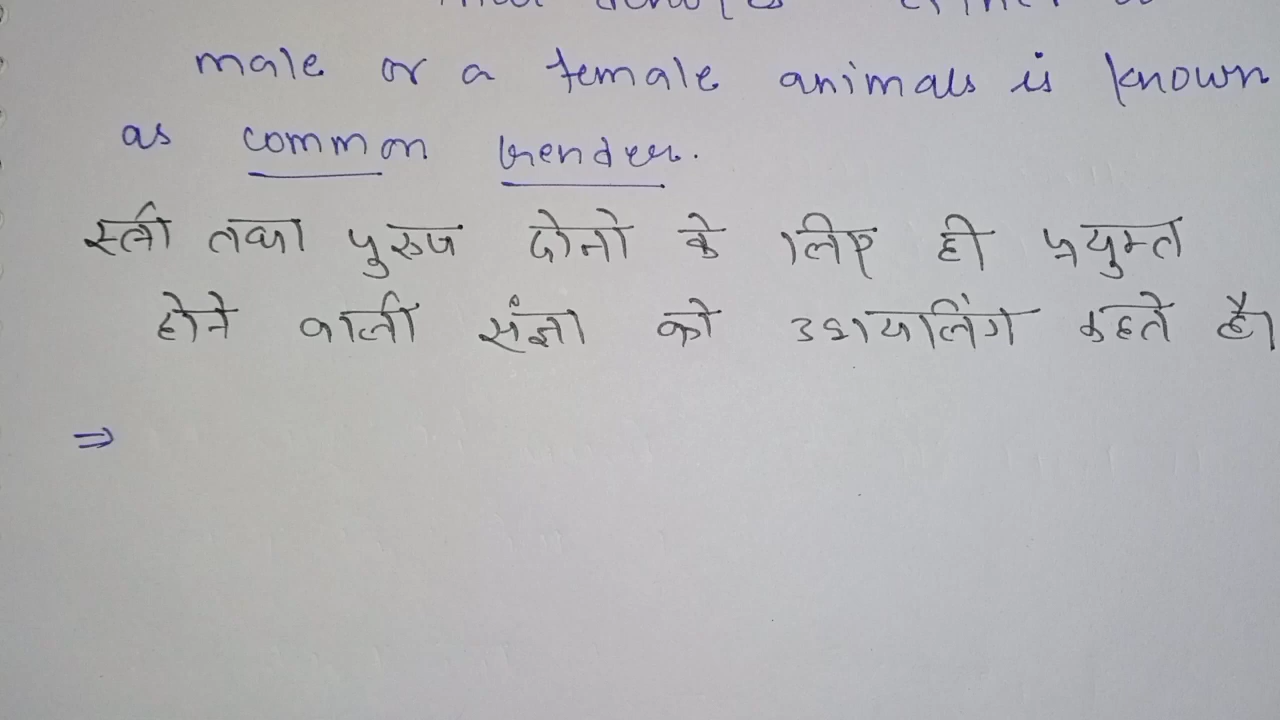 male or a female animals is known
as common Gender.
स्त्री तथा पुरुष दोनो के लिए ही प्रयुक्त
होने वाली संज्ञा को उभयलिंग कहते है।
⇒